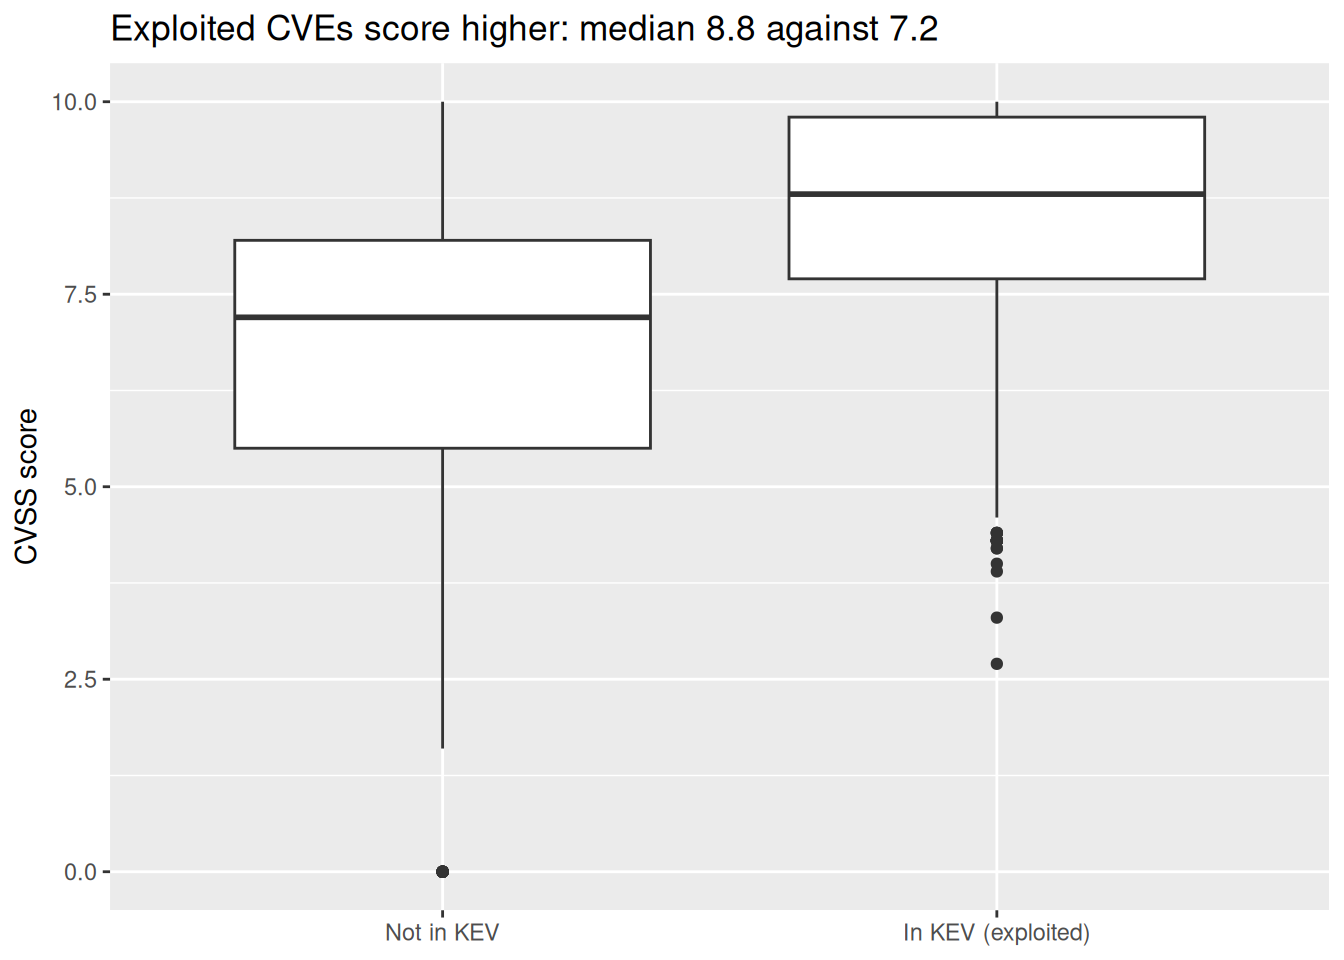 Exploited CVEs score higher: median 8.8 against 7.2
10.0
7.5
5.0
2.5
0.0
CVSS score
Not in KEV
In KEV (exploited)